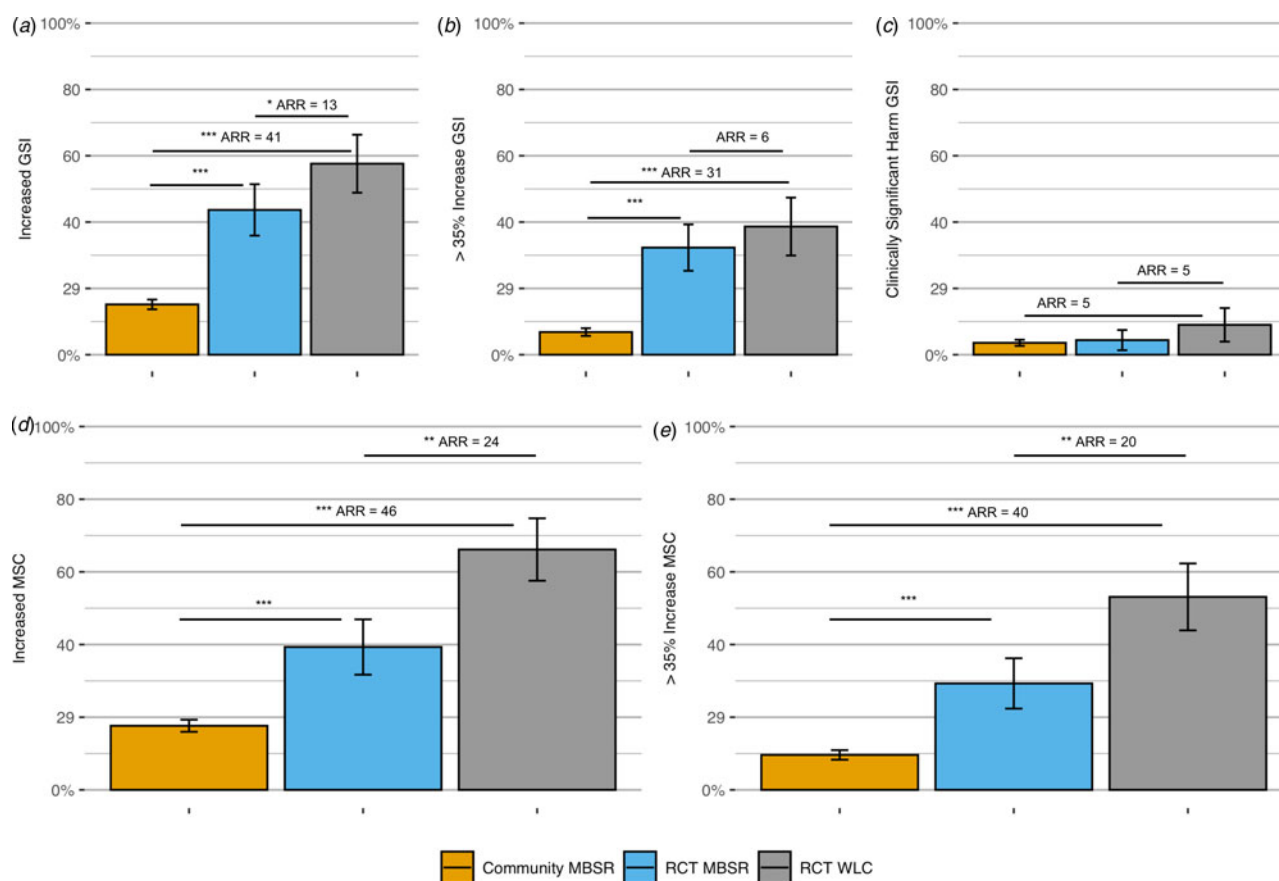 (a)
100%
80
60
40
29
0%
Increased GSI
* ARR = 13
*** ARR = 41
***
(b)
100%
80
60
40
29
0%
> 35% Increase GSI
ARR = 6
*** ARR = 31
***
(c)
100%
80
60
40
29
0%
Clinically Significant Harm GSI
ARR = 5
ARR = 5
(d)
100%
80
60
40
29
0%
Increased MSC
** ARR = 24
*** ARR = 46
***
(e)
100%
80
60
40
29
0%
> 35% Increase MSC
** ARR = 20
*** ARR = 40
***
Community MBSR RCT MBSR RCT WLC